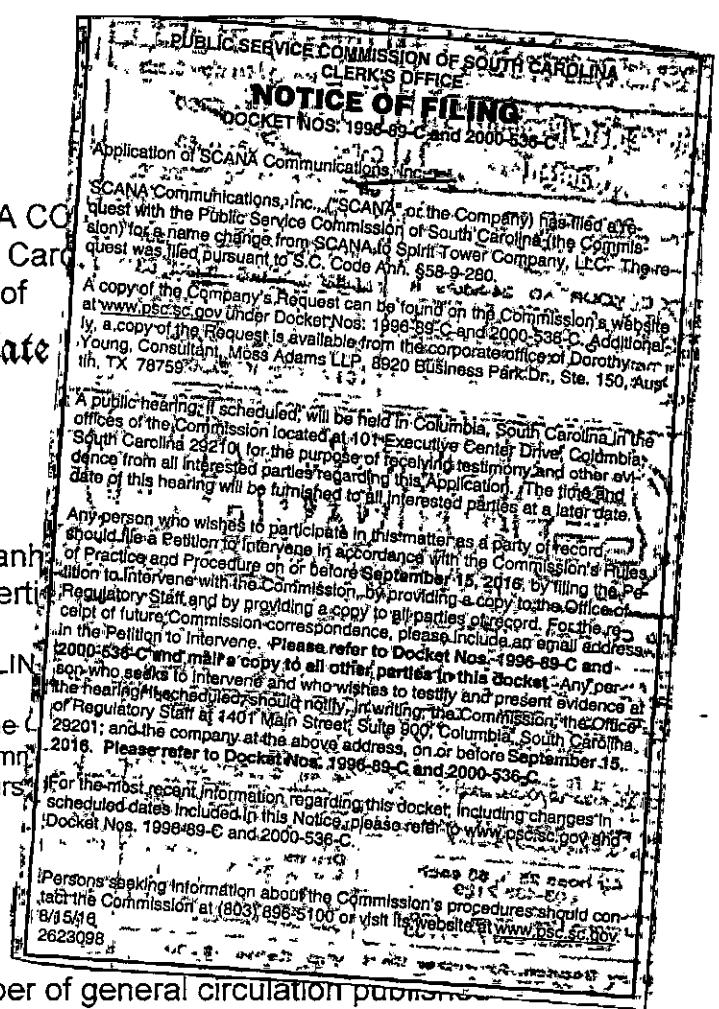 PUBLIC SERVICE COMMISSION OF SOUTH CAROLINA
CLERK'S OFFICE
NOTICE OF FILING
DOCKET NOS. 1996-89-C and 2000-536-C
Application of SCANA Communications, Inc.
SCANA Communications, Inc., ("SCANA" or the Company) has filed a re-
quest with the Public Service Commission of South Carolina (the Commis-
sion) for a name change from SCANA to Spirit Tower Company, LLC. The re-
quest was filed pursuant to S.C. Code Ann. §58-9-280.
A copy of the Company's Request can be found on the Commission's website
at www.psc.sc.gov under Docket Nos. 1996-89-C and 2000-536-C. Additional-
ly, a copy of the Request is available from the corporate office of Dorothy
Young, Consultant, Moss Adams LLP, 8920 Business Park Dr., Ste. 150, Aus-
tin, TX 78759
A public hearing, if scheduled, will be held in Columbia, South Carolina in the
offices of the Commission located at 101 Executive Center Drive, Columbia,
South Carolina 29210, for the purpose of receiving testimony and other evi-
dence from all interested parties regarding this Application. The time and
date of this hearing will be furnished to all interested parties at a later date.
Any person who wishes to participate in this matter as a party of record
should file a Petition to Intervene in accordance with the Commission's Rules
of Practice and Procedure on or before September 15, 2016, by filing the Pe-
tition to Intervene with the Commission, by providing a copy to the Office of
Regulatory Staff and by providing a copy to all parties of record. For the re-
ceipt of future Commission correspondence, please include an email address
in the Petition to Intervene. Please refer to Docket Nos. 1996-89-C and
2000-536-C and mail a copy to all other parties in this docket. Any per-
son who seeks to intervene and who wishes to testify and present evidence at
the hearing, if scheduled, should notify, in writing, the Commission; the Office
of Regulatory Staff at 1401 Main Street, Suite 900, Columbia, South Carolina
29201; and the company at the above address, on or before September 15,
2016. Please refer to Docket Nos. 1996-89-C and 2000-536-C.
For the most recent information regarding this docket, including changes in
scheduled dates included in this Notice, please refer to www.psc.sc.gov and
Docket Nos. 1996-89-C and 2000-536-C.
Persons seeking information about the Commission's procedures should con-
tact the Commission at (803) 896-5100 or visit its website at www.psc.sc.gov.
8/15/16
2623098
A CO
Caro
of
ate
anh
erti
LIN
e C
omm
urs
per of general circulation published